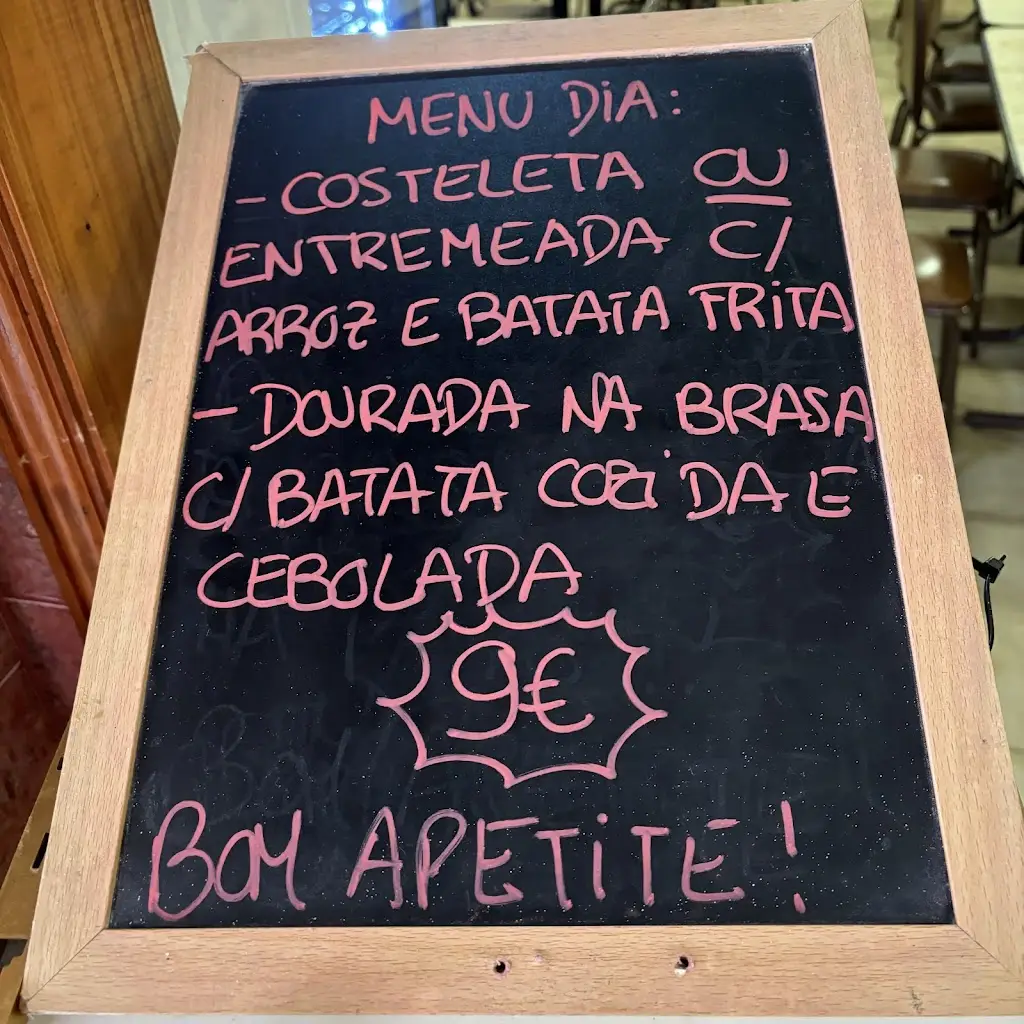 MENU DIA:
- COSTELETA OU
ENTREMEADA C/
ARROZ E BATATA FRITA
- DOURADA NA BRASA
C/ BATATA COZIDA E
CEBOLADA
9€
BOM APETITE!